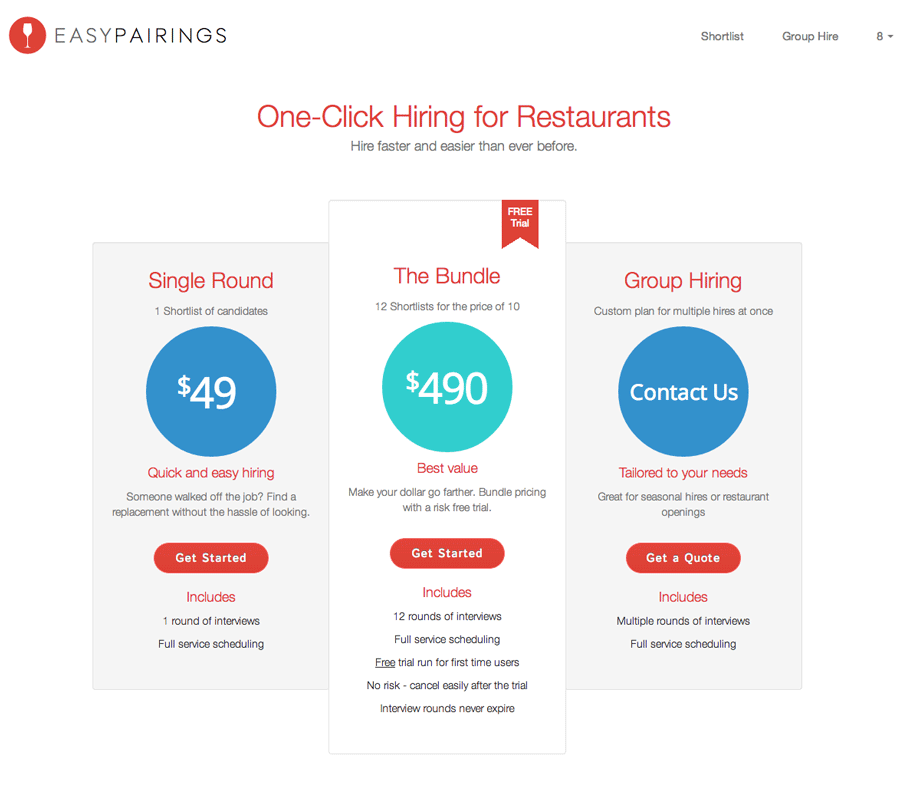 EASYPAIRINGS
Shortlist
Group Hire
8
One-Click Hiring for Restaurants
Hire faster and easier than ever before.
Single Round
1 Shortlist of candidates
$49
Quick and easy hiring
Someone walked off the job? Find a
replacement without the hassle of looking.
Get Started
Includes
1 round of interviews
Full service scheduling
FREE
Trial
The Bundle
12 Shortlists for the price of 10
$490
Best value
Make your dollar go farther. Bundle pricing
with a risk free trial.
Get Started
Includes
12 rounds of interviews
Full service scheduling
Free trial run for first time users
No risk - cancel easily after the trial
Interview rounds never expire
Group Hiring
Custom plan for multiple hires at once
Contact Us
Tailored to your needs
Great for seasonal hires or restaurant
openings
Get a Quote
Includes
Multiple rounds of interviews
Full service scheduling